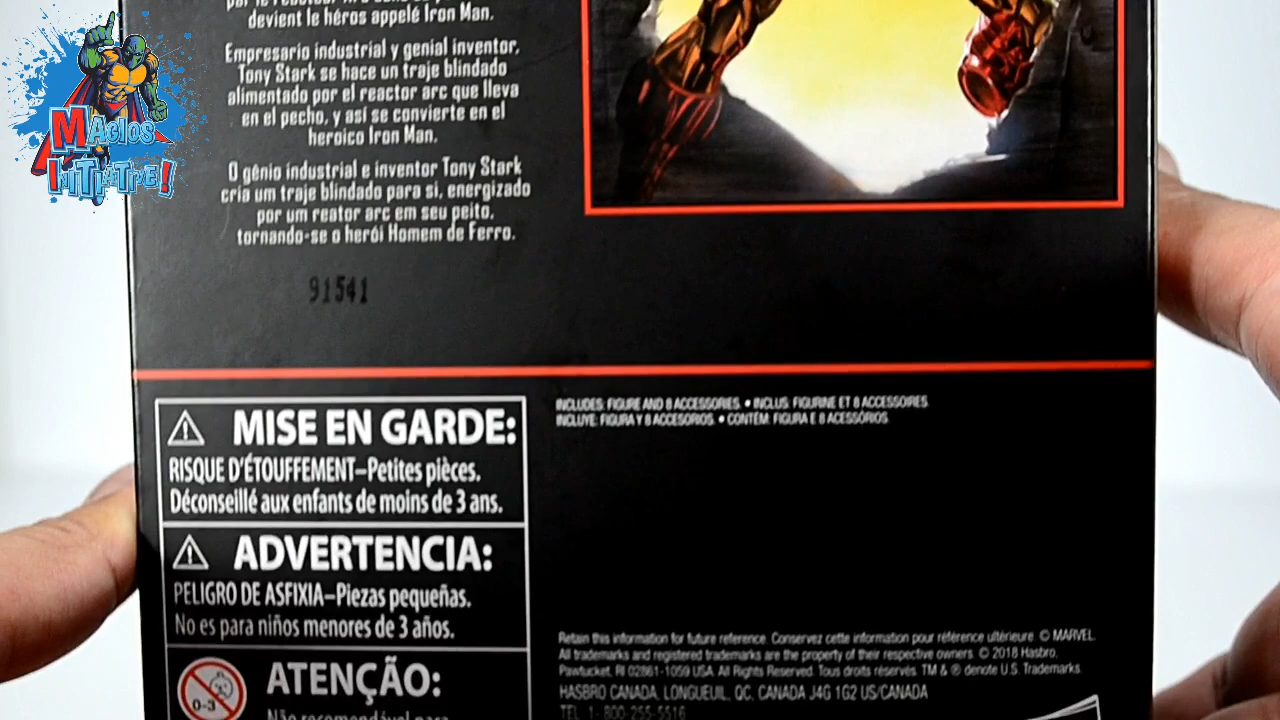 MAGIOS
INITIATIVE!
devient le héros appelé Iron Man.
Empresario industrial y genial inventor,
Tony Stark se hace un traje blindado
alimentado por el reactor arc que lleva
en el pecho, y así se convierte en el
heroico Iron Man.
O gênio industrial e inventor Tony Stark
cria um traje blindado para si, energizado
por um reator arc em seu peito,
tornando-se o herói Homem de Ferro.
91541
MISE EN GARDE:
RISQUE D'ÉTOUFFEMENT–Petites pièces.
Déconseillé aux enfants de moins de 3 ans.
ADVERTENCIA:
PELIGRO DE ASFIXIA–Piezas pequeñas.
No es para niños menores de 3 años.
0-3
ATENÇÃO:
Não recomendável para
INCLUDES: FIGURE AND 8 ACCESSORIES. • INCLUS: FIGURINE ET 8 ACCESSOIRES.
INCLUYE: FIGURA Y 8 ACCESORIOS. • CONTÉM: FIGURA E 8 ACESSÓRIOS.
Retain this information for future reference. Conservez cette information pour référence ultérieure. © MARVEL.
All trademarks and registered trademarks are the property of their respective owners. © 2018 Hasbro,
Pawtucket, RI 02861-1059 USA. All Rights Reserved. Tous droits réservés. TM & ® denote U.S. Trademarks.
HASBRO CANADA, LONGUEUIL, QC, CANADA J4G 1G2 US/CANADA
TEL. 1-800-255-5516